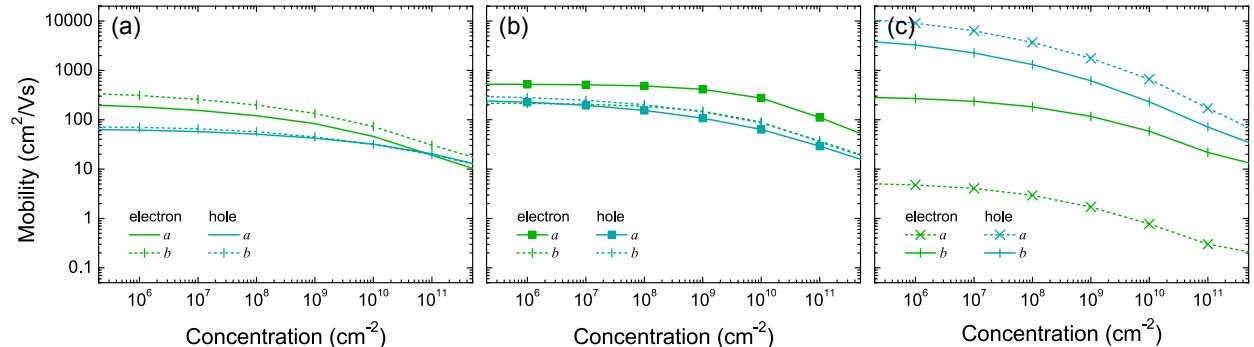 Mobility (cm²/Vs)
10000
1000
100
10
1
0.1
(a)
electron hole
a a
b b
10⁶ 10⁷ 10⁸ 10⁹ 10¹⁰ 10¹¹
Concentration (cm⁻²)
(b)
electron hole
a a
b b
10⁶ 10⁷ 10⁸ 10⁹ 10¹⁰ 10¹¹
Concentration (cm⁻²)
(c)
electron hole
a a
b b
10⁶ 10⁷ 10⁸ 10⁹ 10¹⁰ 10¹¹
Concentration (cm⁻²)